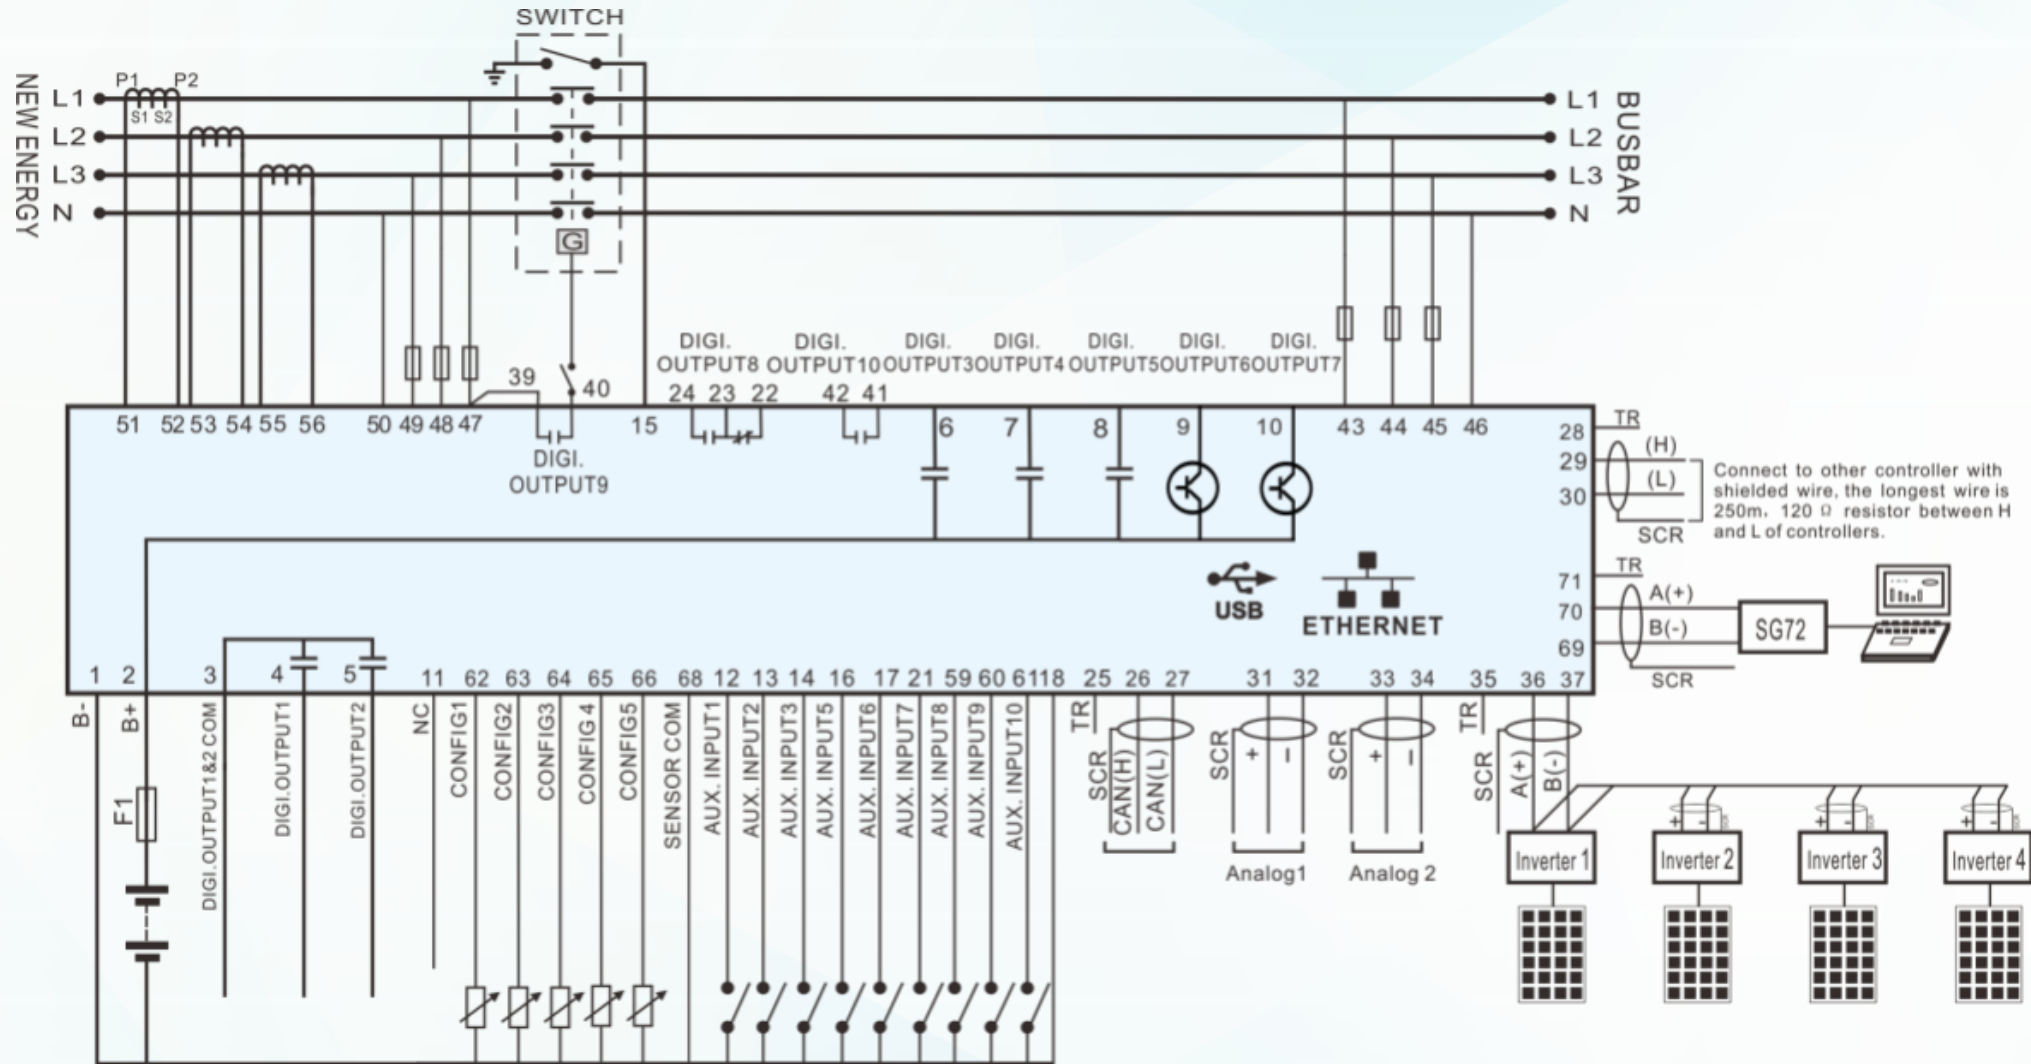 SWITCH
NEW ENERGY
P1 P2
L1
S1 S2
L2
L3
N
G
L1
L2
L3
N
BUSBAR
39
40
DIGI.
OUTPUT8
24 23 22
DIGI.
OUTPUT10
42 41
DIGI.
OUTPUT3
DIGI.
OUTPUT4
DIGI.
OUTPUT5
DIGI.
OUTPUT6
DIGI.
OUTPUT7
51 52 53 54 55 56 50 49 48 47 15 6 7 8 9 10 43 44 45 46
DIGI.
OUTPUT9
28
29
30
TR
(H)
(L)
SCR
Connect to other controller with
shielded wire, the longest wire is
250m, 120 Ω resistor between H
and L of controllers.
71
70
69
TR
A(+)
B(-)
SCR
SG72
USB
ETHERNET
1 2 3 4 5 11 62 63 64 65 66 68 12 13 14 16 17 21 59 60 61 18 25 26 27 31 32 33 34 35 36 37
B-
B+
F1
DIGI.OUTPUT1&2 COM
DIGI.OUTPUT1
DIGI.OUTPUT2
NC
CONFIG1
CONFIG2
CONFIG3
CONFIG 4
CONFIG5
SENSOR COM
AUX. INPUT1
AUX. INPUT2
AUX. INPUT3
AUX. INPUT5
AUX. INPUT6
AUX. INPUT7
AUX. INPUT8
AUX. INPUT9
AUX. INPUT10
TR
SCR
CAN(H)
CAN(L)
SCR
+
–
Analog1
SCR
+
–
Analog 2
TR
SCR
A(+)
B(-)
Inverter 1
+ - SCR
Inverter 2
+ - SCR
Inverter 3
+ - SCR
Inverter 4